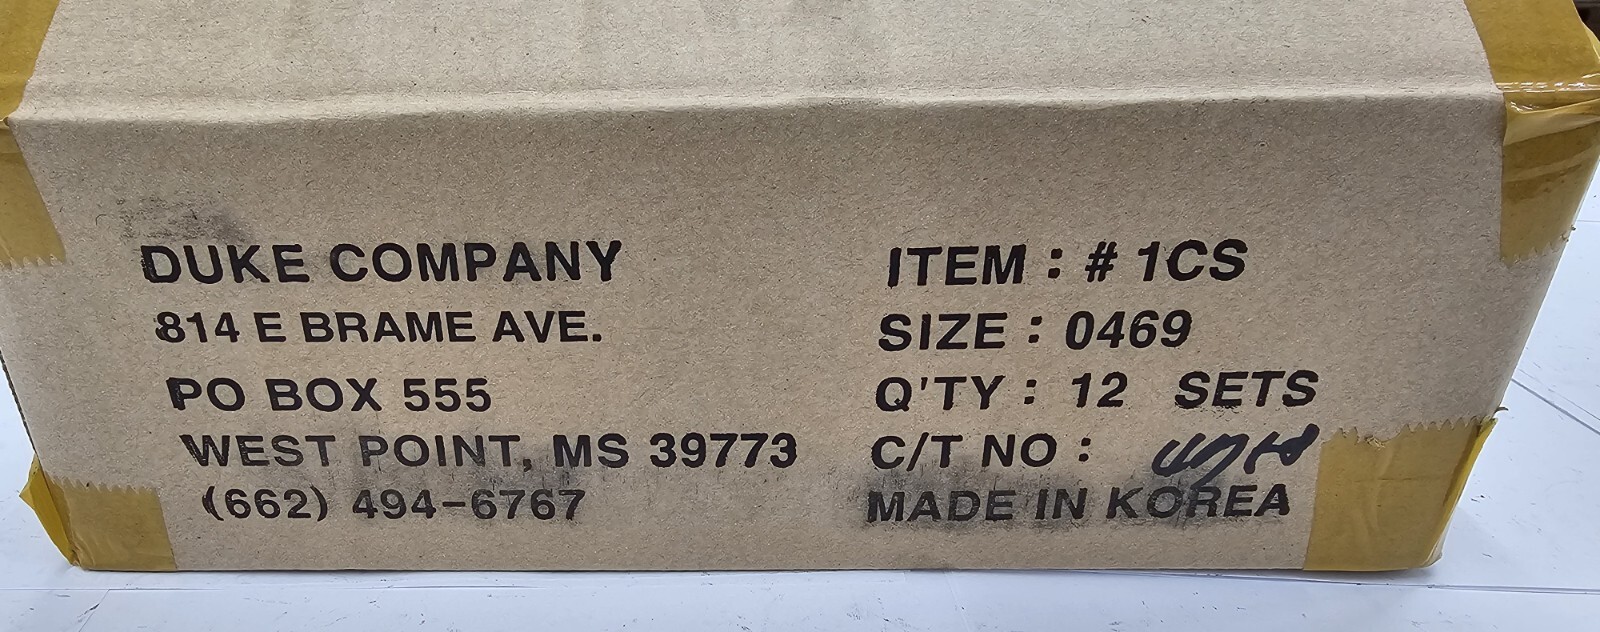 DUKE COMPANY
814 E BRAME AVE.
PO BOX 555
WEST POINT, MS 39773
(662) 494-6767
ITEM : # 1CS
SIZE : 0469
Q'TY : 12 SETS
C/T NO :
MADE IN KOREA